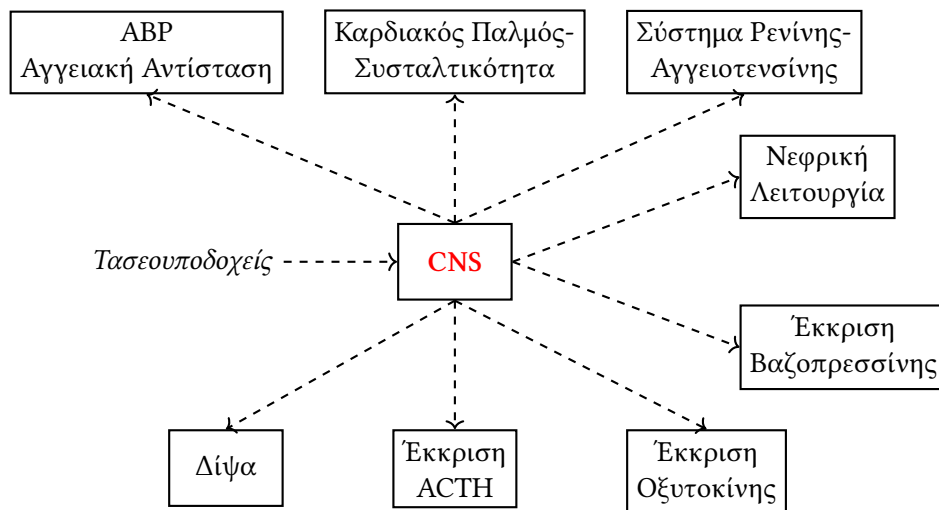 ABP
Αγγειακή Αντίσταση
Καρδιακός Παλμός-
Συσταλτικότητα
Σύστημα Ρενίνης-
Αγγειοτενσίνης
Νεφρική
Λειτουργία
Τασεουποδοχείς
CNS
Έκκριση
Βαζοπρεσσίνης
Δίψα
Έκκριση
ACTH
Έκκριση
Οξυτοκίνης